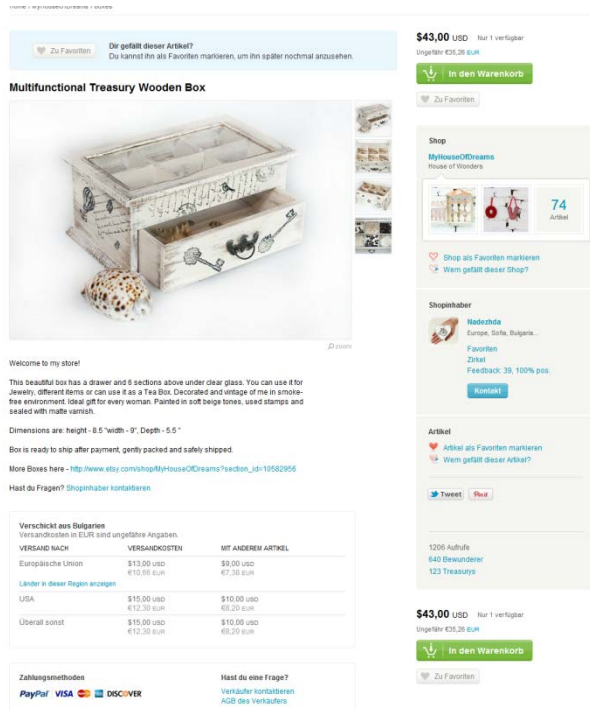 Home / MyHouseOfDreams / Boxes
Zu Favoriten
Dir gefällt dieser Artikel?
Du kannst ihn als Favoriten markieren, um ihn später nochmal anzusehen.
Multifunctional Treasury Wooden Box
zoom
Welcome to my store!
This beautiful box has a drawer and 6 sections above under clear glass. You can use it for
Jewelry, different items or can use it as a Tea Box. Decorated and vintage of me in smoke-
free environment. Ideal gift for every woman. Painted in soft beige tones, used stamps and
sealed with matte varnish.
Dimensions are: height - 8.5 "width - 9", Depth - 5.5 "
Box is ready to ship after payment, gently packed and safely shipped.
More Boxes here - http://www.etsy.com/shop/MyHouseOfDreams?section_id=10582956
Hast du Fragen? Shopinhaber kontaktieren
Verschickt aus Bulgarien
Versandkosten in EUR sind ungefähre Angaben.
VERSAND NACH VERSANDKOSTEN MIT ANDEREM ARTIKEL
Europäische Union $13,00 USD $9,00 USD
€10,66 EUR €7,38 EUR
Länder in dieser Region anzeigen
USA $15,00 USD $10,00 USD
€12,30 EUR €8,20 EUR
Überall sonst $15,00 USD $10,00 USD
€12,30 EUR €8,20 EUR
Zahlungsmethoden
PayPal VISA DISCOVER
Hast du eine Frage?
Verkäufer kontaktieren
AGB des Verkäufers
$43,00 USD Nur 1 verfügbar
Ungefähr €35,26 EUR
In den Warenkorb
Zu Favoriten
Shop
MyHouseOfDreams
House of Wonders
74
Artikel
Shop als Favoriten markieren
Wem gefällt dieser Shop?
Shopinhaber
Nadezhda
Europe, Sofia, Bulgaria...
Favoriten
Zirkel
Feedback: 39, 100% pos.
Kontakt
Artikel
Artikel als Favoriten markieren
Wem gefällt dieser Artikel?
Tweet
Pin it
1206 Aufrufe
640 Bewunderer
123 Treasurys
$43,00 USD Nur 1 verfügbar
Ungefähr €35,26 EUR
In den Warenkorb
Zu Favoriten